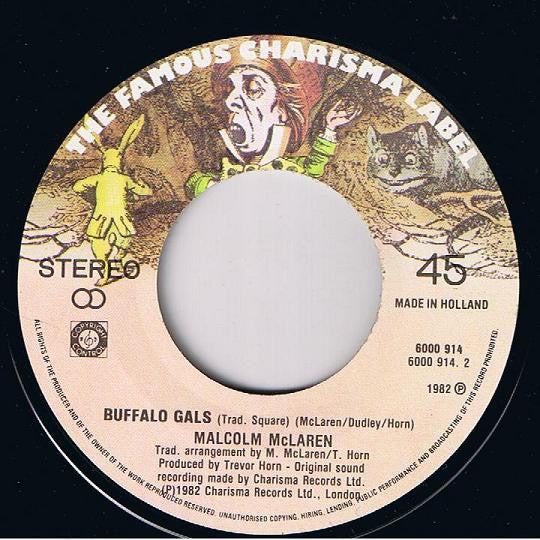 THE FAMOUS CHARISMA LABEL
STEREO
45
MADE IN HOLLAND
COPYRIGHT
CONTROL
6000 914
6000 914. 2
1982 Ⓟ
BUFFALO GALS (Trad. Square) (McLaren/Dudley/Horn)
MALCOLM McLAREN
Trad. arrangement by M. McLaren/T. Horn
Produced by Trevor Horn - Original sound
recording made by Charisma Records Ltd.
(P)1982 Charisma Records Ltd., London
ALL RIGHTS OF THE PRODUCER AND OF THE OWNER OF THE WORK REPRODUCED RESERVED. UNAUTHORISED COPYING, HIRING, LENDING, PUBLIC PERFORMANCE AND BROADCASTING OF THIS RECORD PROHIBITED.